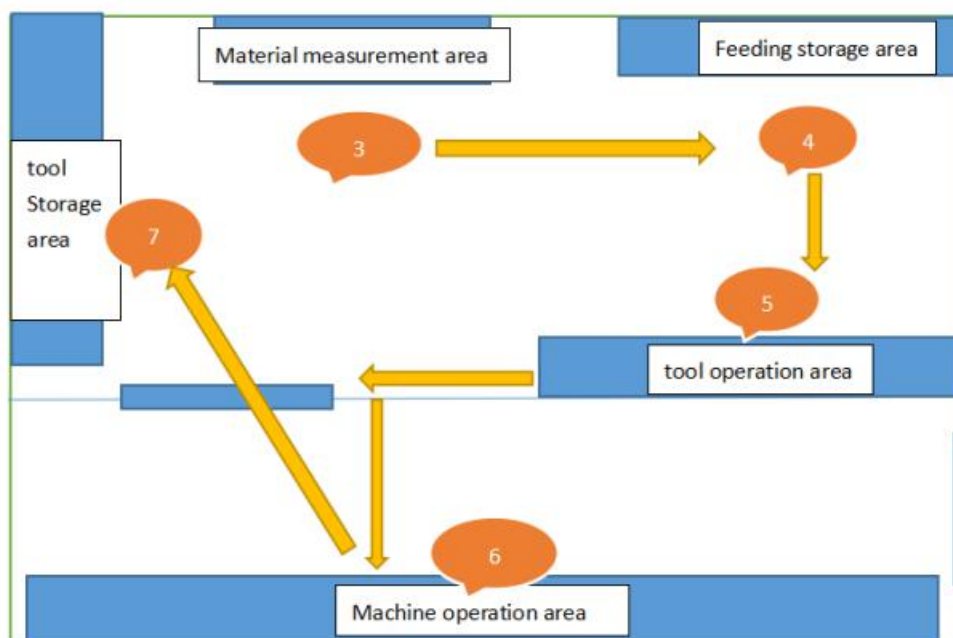 Material measurement area
Feeding storage area
3
4
tool
Storage
area
7
5
tool operation area
6
Machine operation area